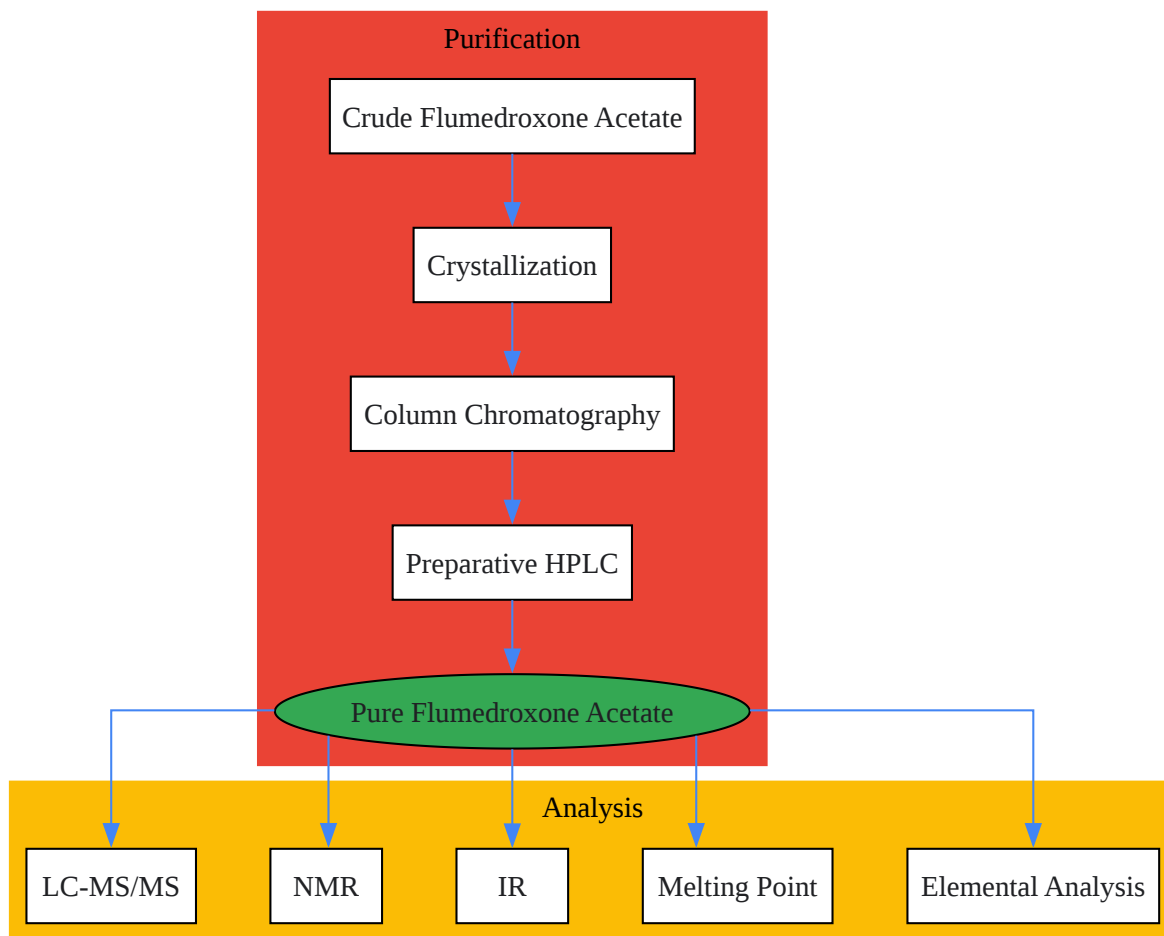 Purification
Crude Flumedroxone Acetate
Crystallization
Column Chromatography
Preparative HPLC
Pure Flumedroxone Acetate
Analysis
LC-MS/MS
NMR
IR
Melting Point
Elemental Analysis